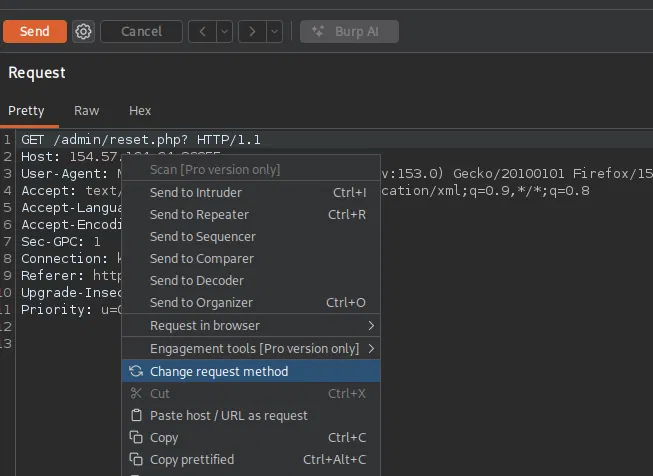 Send
Cancel
Burp AI
Request
Pretty Raw Hex
1 GET /admin/reset.php? HTTP/1.1
2 Host:
3 User-Agent: v:153.0) Gecko/20100101 Firefox/15
4 Accept: text/ cation/xml;q=0.9,*/*;q=0.8
5 Accept-Langua
6 Accept-Encodi
7 Sec-GPC: 1
8 Connection: k
9 Referer: http
10 Upgrade-Insec
11 Priority: u=0
12
13
Scan [Pro version only]
Send to Intruder Ctrl+I
Send to Repeater Ctrl+R
Send to Sequencer
Send to Comparer
Send to Decoder
Send to Organizer Ctrl+O
Request in browser
Engagement tools [Pro version only]
Change request method
Cut Ctrl+X
Paste host / URL as request
Copy Ctrl+C
Copy prettified Ctrl+Alt+C